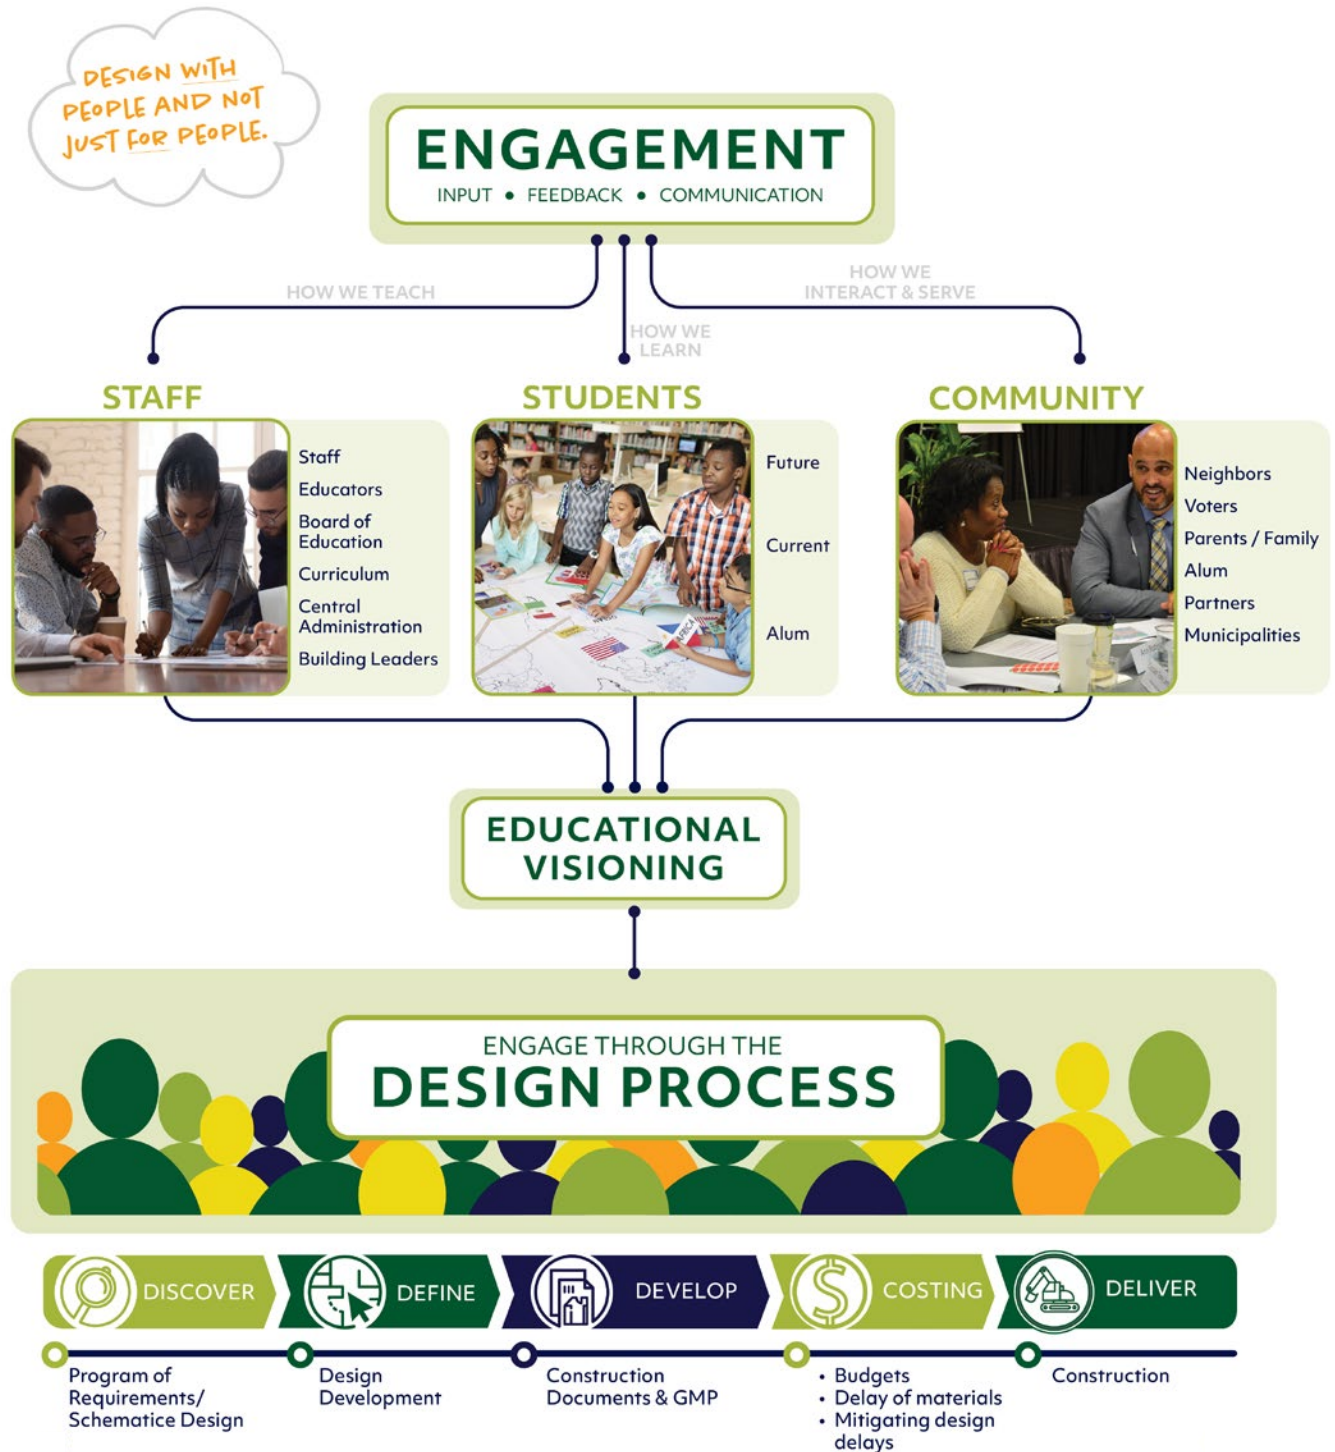 DESIGN WITH
PEOPLE AND NOT
JUST FOR PEOPLE.
ENGAGEMENT
INPUT • FEEDBACK • COMMUNICATION
HOW WE TEACH
HOW WE
LEARN
HOW WE
INTERACT & SERVE
STAFF
Staff
Educators
Board of
Education
Curriculum
Central
Administration
Building Leaders
STUDENTS
AFRICA
Future
Current
Alum
COMMUNITY
Neighbors
Voters
Parents / Family
Alum
Partners
Municipalities
EDUCATIONAL
VISIONING
ENGAGE THROUGH THE
DESIGN PROCESS
DISCOVER
Program of
Requirements/
Schematice Design
DEFINE
Design
Development
DEVELOP
Construction
Documents & GMP
$
COSTING
• Budgets
• Delay of materials
• Mitigating design
delays
DELIVER
Construction